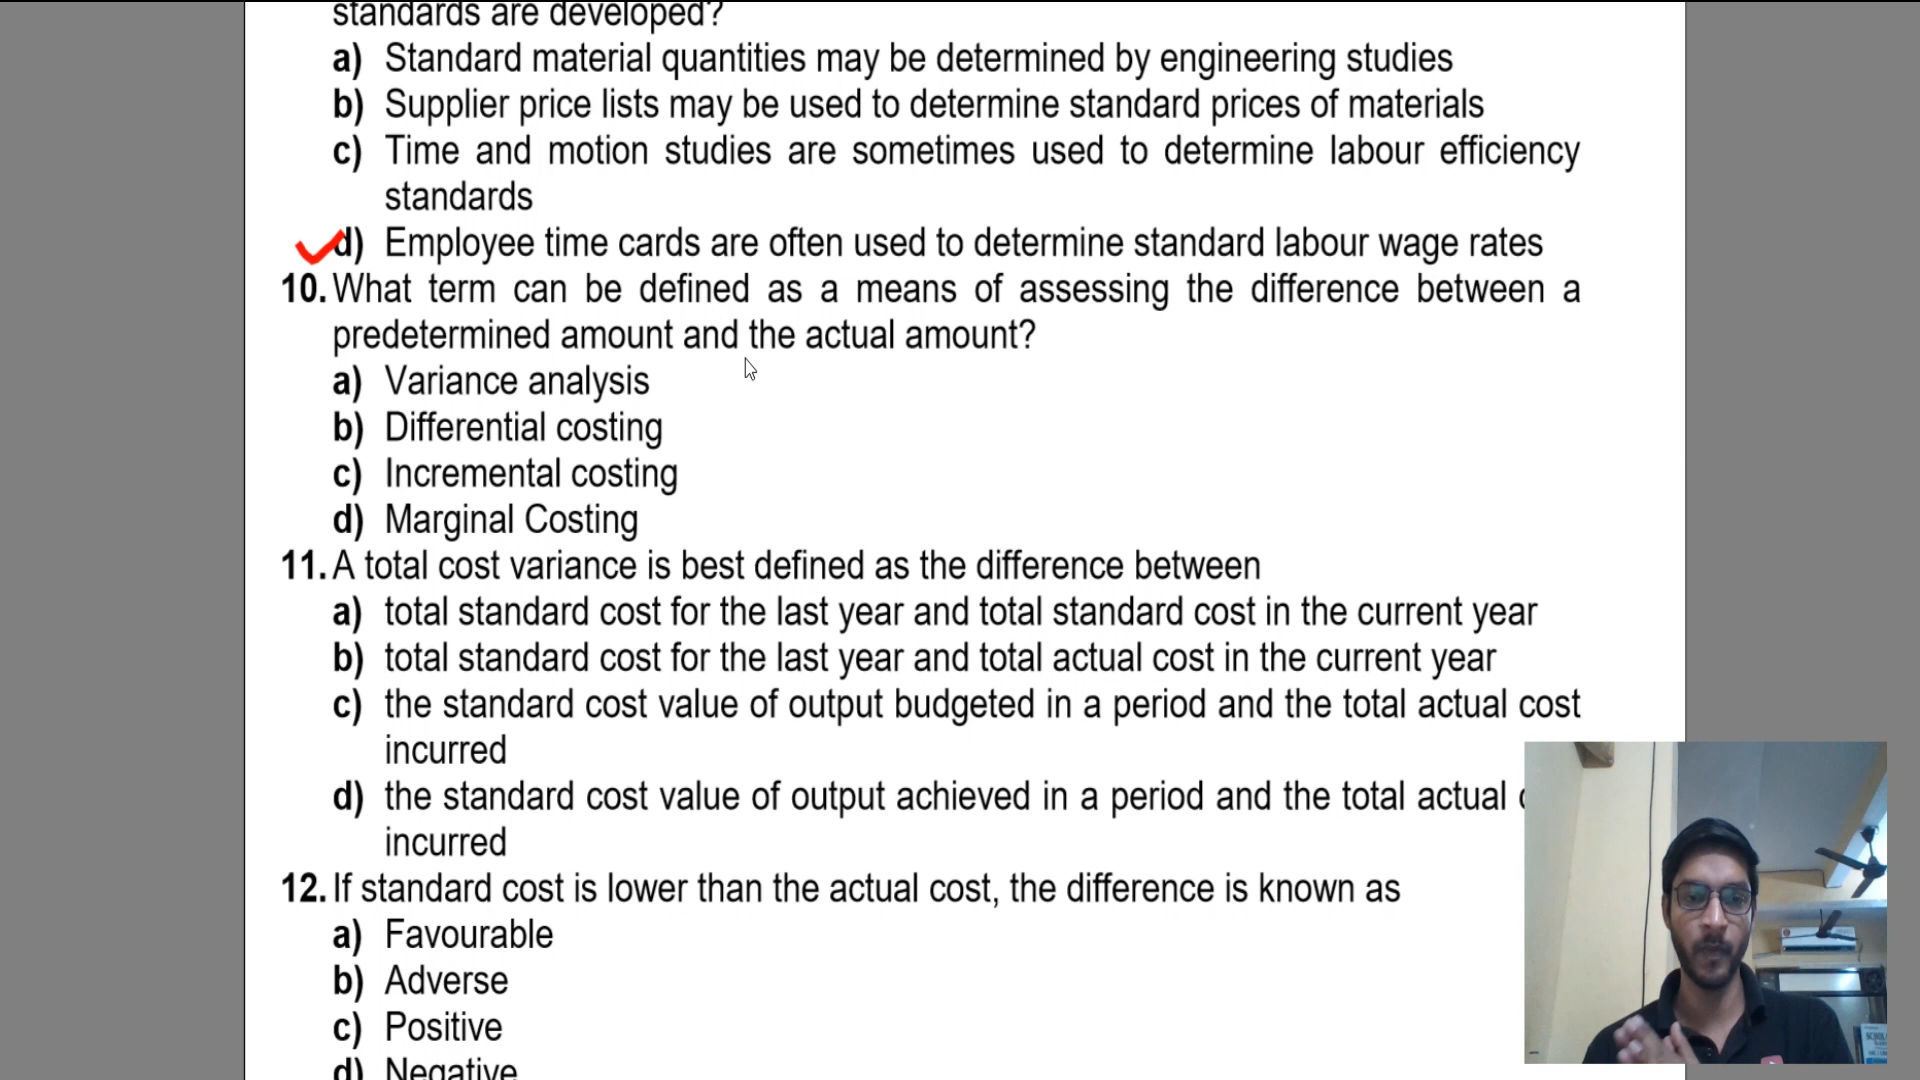 standards are developed?
a) Standard material quantities may be determined by engineering studies
b) Supplier price lists may be used to determine standard prices of materials
c) Time and motion studies are sometimes used to determine labour efficiency
standards
d) Employee time cards are often used to determine standard labour wage rates
10. What term can be defined as a means of assessing the difference between a
predetermined amount and the actual amount?
a) Variance analysis
b) Differential costing
c) Incremental costing
d) Marginal Costing
11. A total cost variance is best defined as the difference between
a) total standard cost for the last year and total standard cost in the current year
b) total standard cost for the last year and total actual cost in the current year
c) the standard cost value of output budgeted in a period and the total actual cost
incurred
d) the standard cost value of output achieved in a period and the total actual
incurred
12. If standard cost is lower than the actual cost, the difference is known as
a) Favourable
b) Adverse
c) Positive
d) Negative